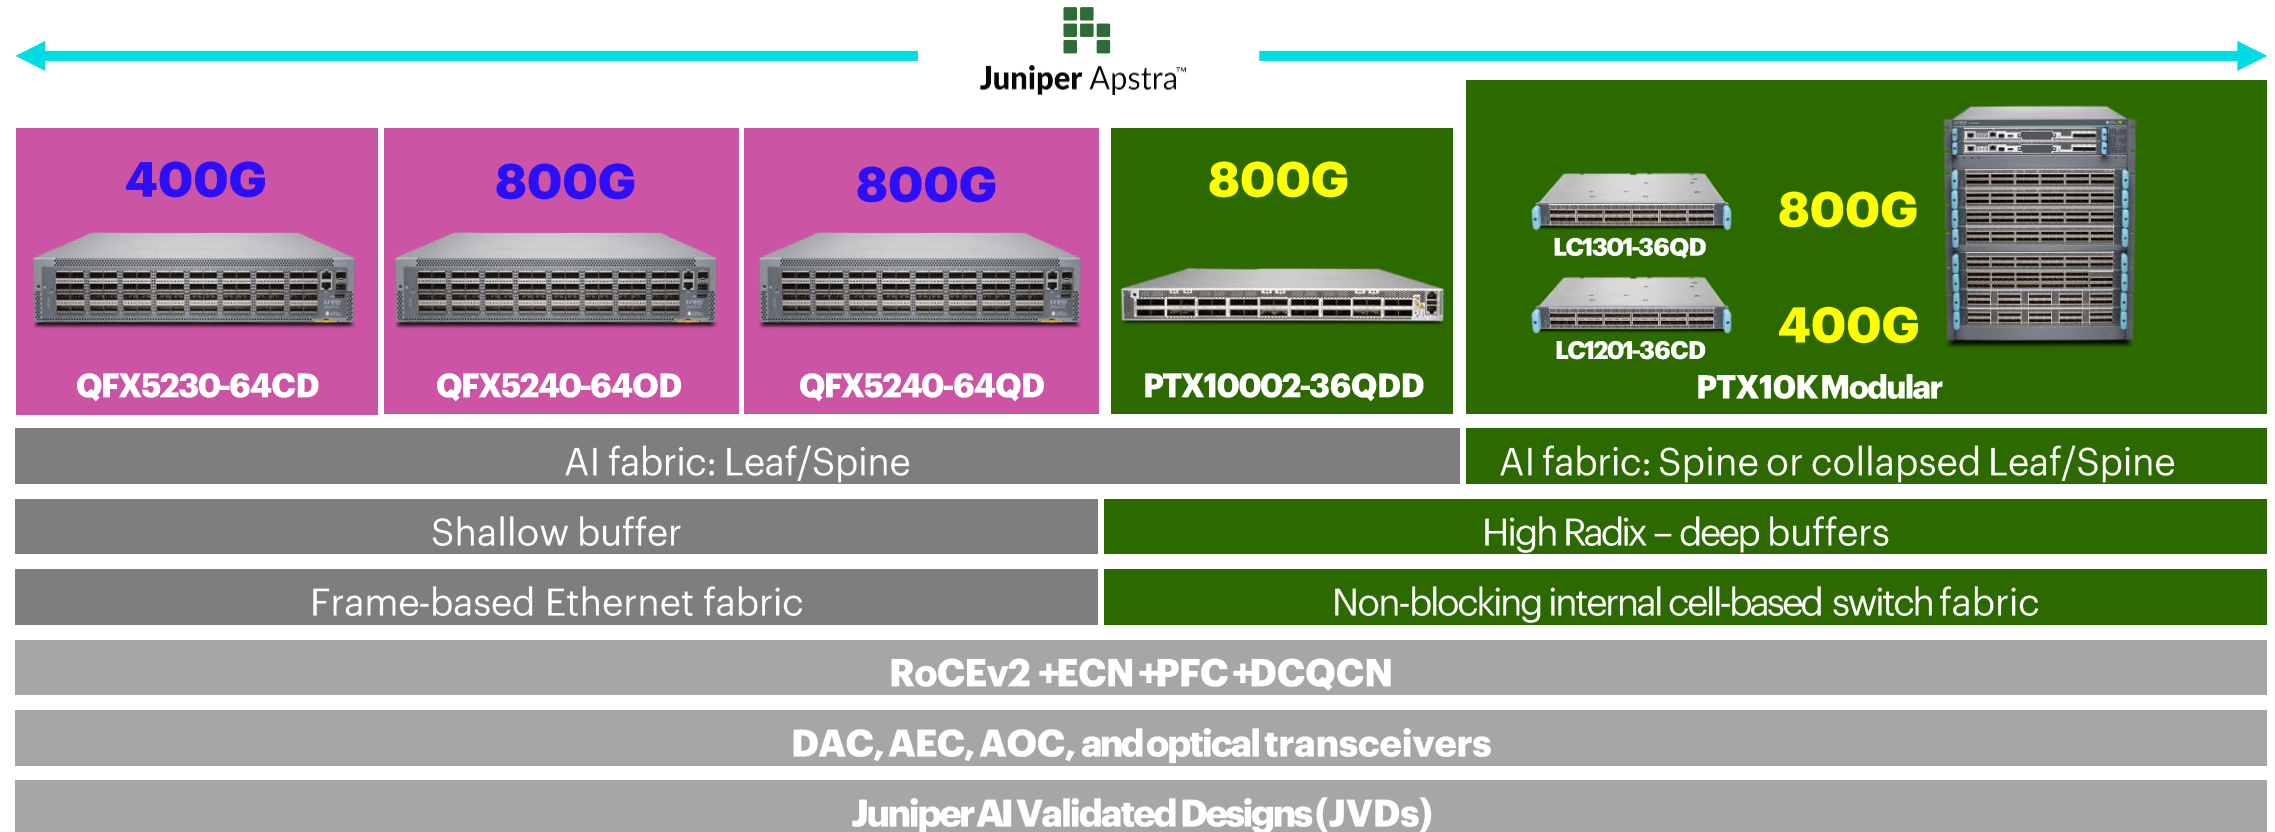 Juniper Apstra™
400G
800G
800G
800G
800G
LC1301-36QD
400G
LC1201-36CD
QFX5230-64CD
QFX5240-64OD
QFX5240-64QD
PTX10002-36QDD
PTX10K Modular
AI fabric: Leaf/Spine
AI fabric: Spine or collapsed Leaf/Spine
Shallow buffer
High Radix – deep buffers
Frame-based Ethernet fabric
Non-blocking internal cell-based switch fabric
RoCEv2 +ECN +PFC +DCQCN
DAC, AEC, AOC, and optical transceivers
Juniper AI Validated Designs (JVDs)